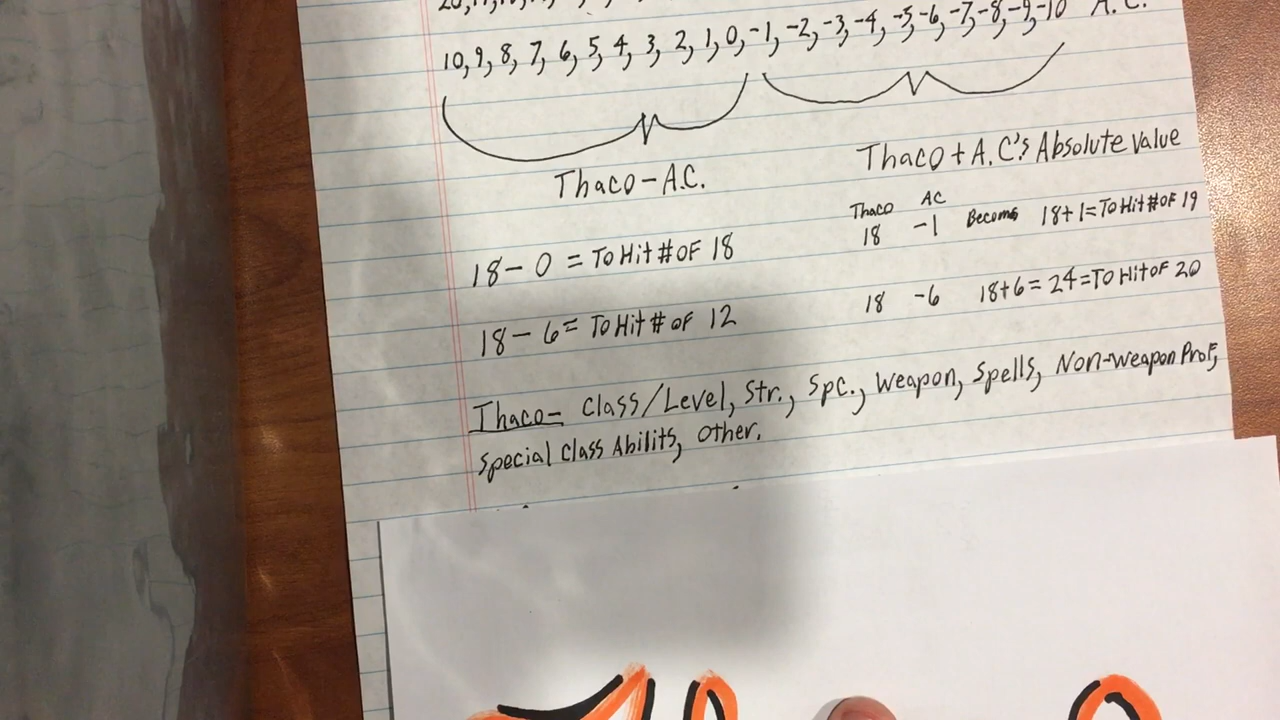 10, 9, 8, 7, 6, 5, 4, 3, 2, 1, 0, -1, -2, -3, -4, -5, -6, -7, -8, -9, -10 A.C.
Thaco - A.C.
Thaco + A.C.'s Absolute Value
Thaco AC
18 -1 Becomes 18+1 = To Hit # OF 19
18 - 0 = To Hit # OF 18
18 -6 18+6 = 24 = To Hit OF 20
18 - 6 = To Hit # OF 12
Thaco - Class/Level, Str., Spc., Weapon, Spells, Non-weapon Prof,
Special Class Abilits, Other.